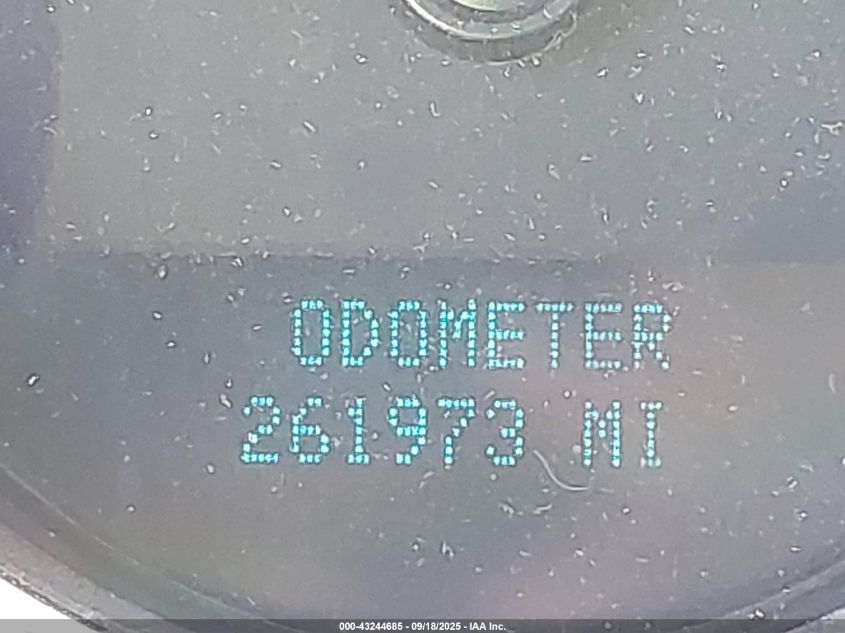 ODOMETER
261973 MI
000-43244685 - 09/18/2025 - IAA Inc.